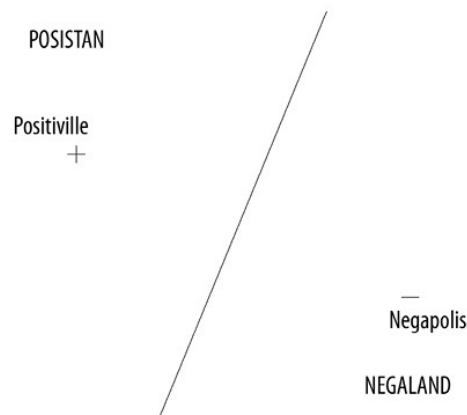 POSISTAN
Positiville
+
−
Negapolis
NEGALAND